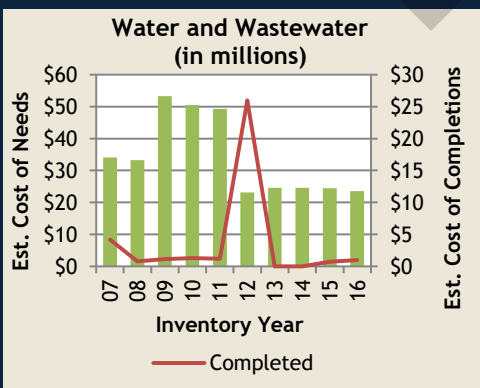 Water and Wastewater
(in millions)
Est. Cost of Needs
$60
$50
$40
$30
$20
$10
$0
$30
$25
$20
$15
$10
$5
$0
Est. Cost of Completions
07 08 09 10 11 12 13 14 15 16
Inventory Year
Completed